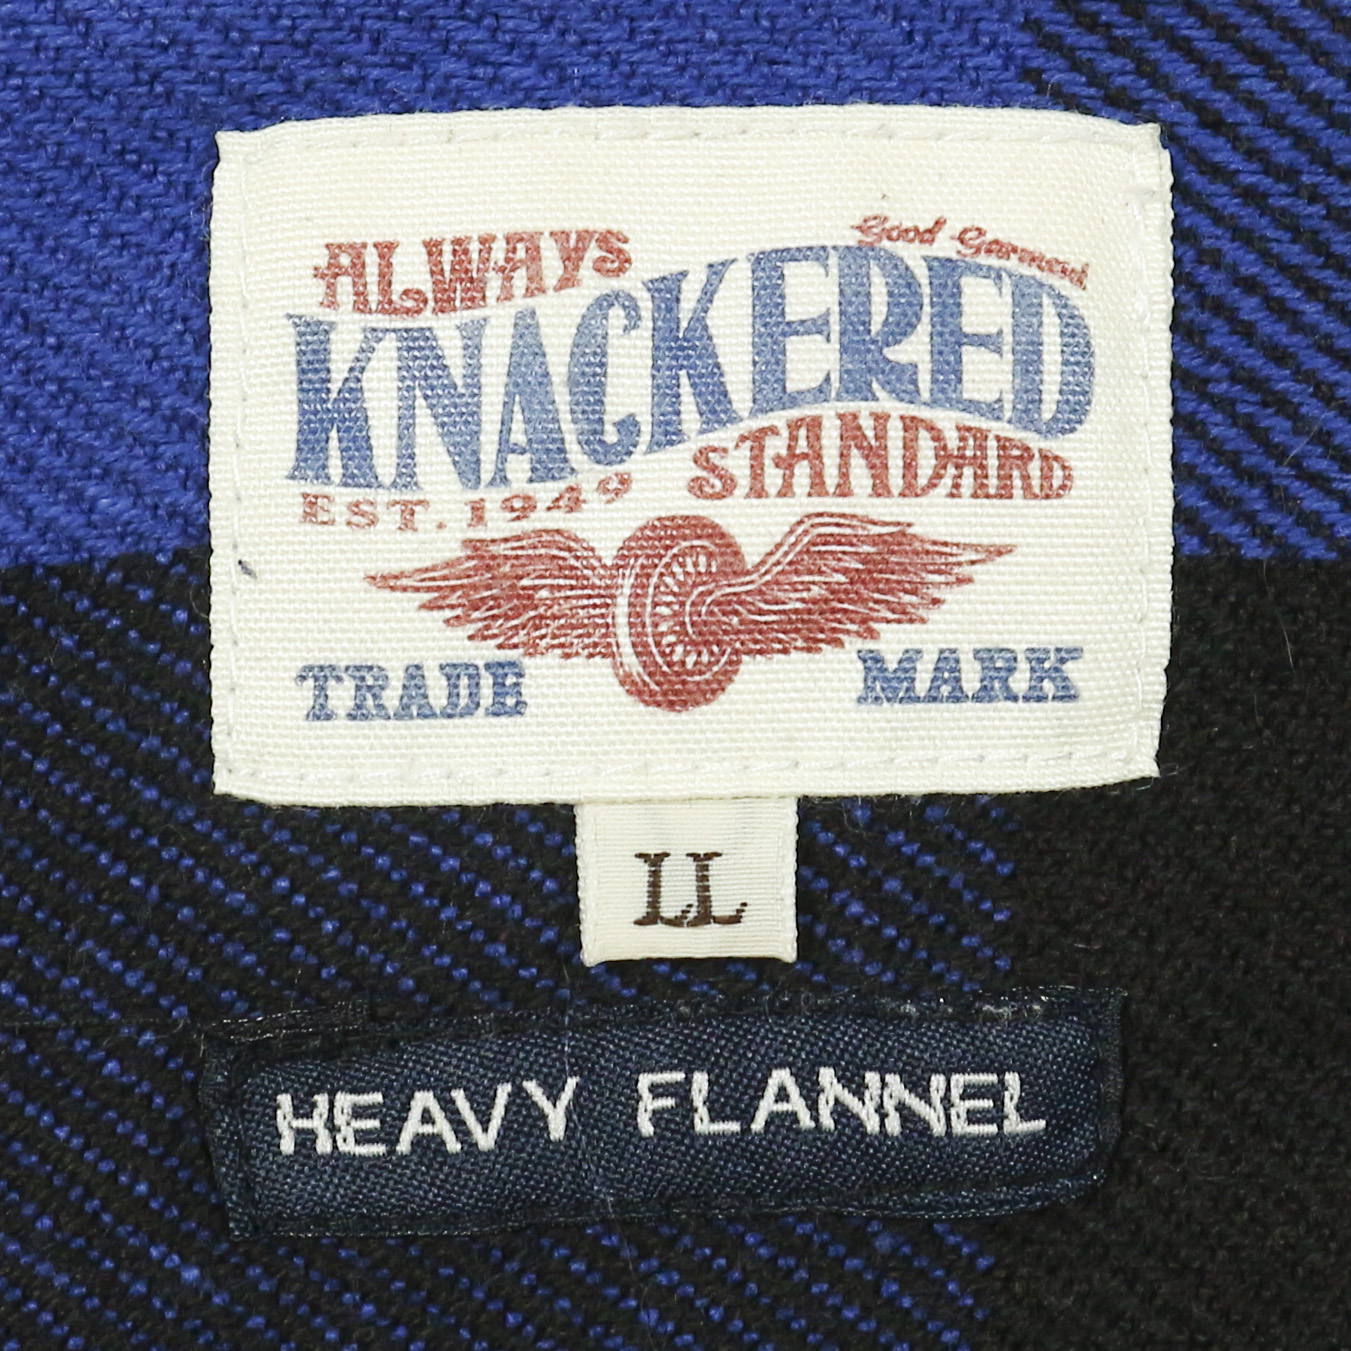 ALWAYS
Good Garment
KNACKERED
STANDARD
EST. 1949
TRADE MARK
LL
HEAVY FLANNEL